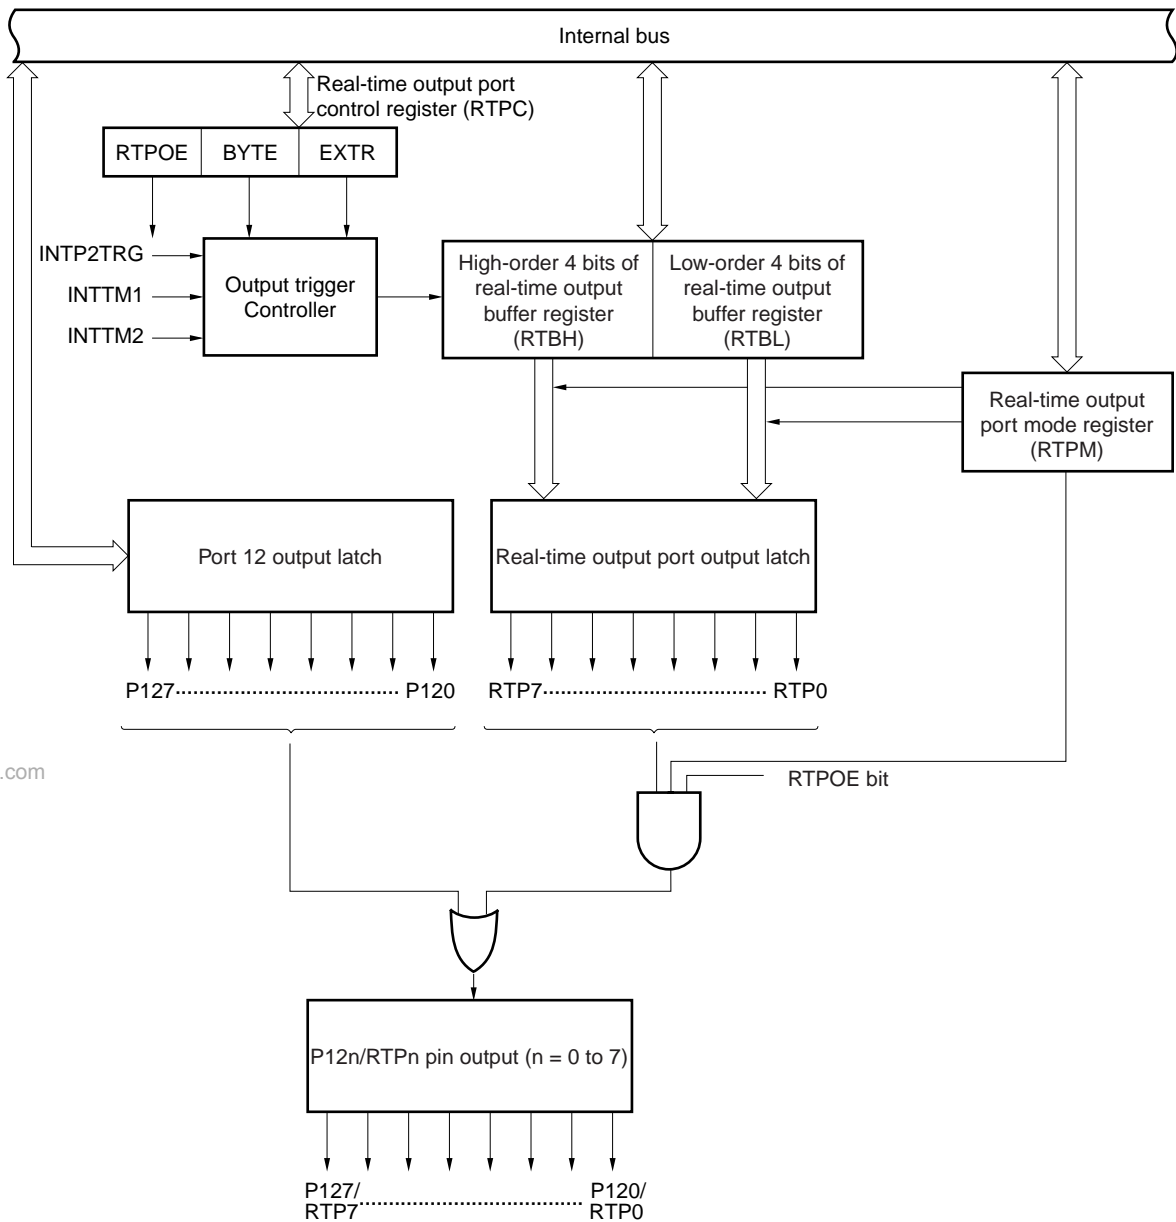 Internal bus
Real-time output port
control register (RTPC)
RTPOE
BYTE
EXTR
INTP2TRG
INTTM1
INTTM2
Output trigger
Controller
High-order 4 bits of
real-time output
buffer register
(RTBH)
Low-order 4 bits of
real-time output
buffer register
(RTBL)
Real-time output
port mode register
(RTPM)
Port 12 output latch
Real-time output port output latch
P127
P120
RTP7
RTP0
.com
RTPOE bit
P12n/RTPn pin output (n = 0 to 7)
P127/
RTP7
P120/
RTP0